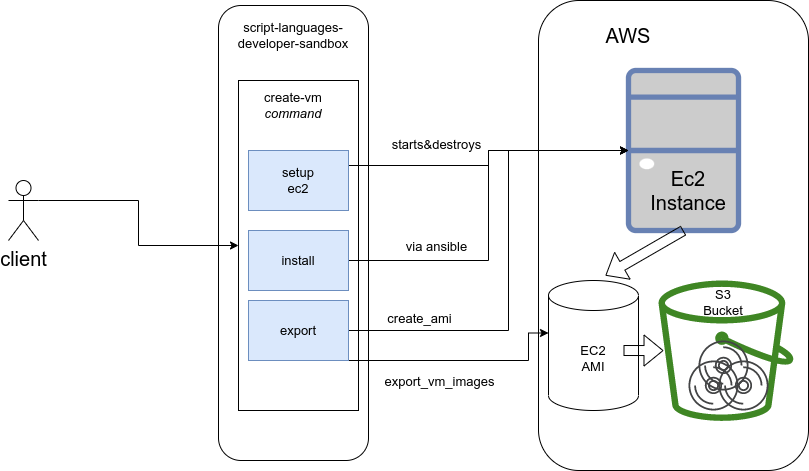 client
script-languages-
developer-sandbox
create-vm
command
setup
ec2
install
export
starts&destroys
via ansible
create_ami
export_vm_images
AWS
Ec2
Instance
EC2
AMI
S3
Bucket